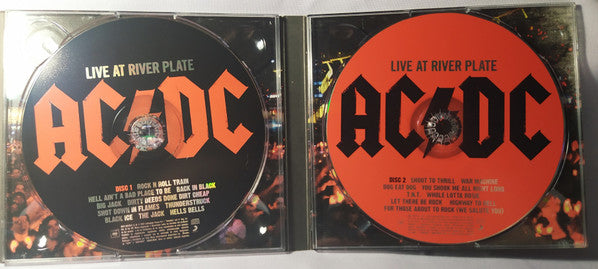 LIVE AT RIVER PLATE
AC/DC
DISC 1 ROCK N ROLL TRAIN
HELL AIN'T A BAD PLACE TO BE BACK IN BLACK
BIG JACK DIRTY DEEDS DONE DIRT CHEAP
SHOT DOWN IN FLAMES THUNDERSTRUCK
BLACK ICE THE JACK HELLS BELLS
LIVE AT RIVER PLATE
AC/DC
DISC 2 SHOOT TO THRILL WAR MACHINE
DOG EAT DOG YOU SHOOK ME ALL NIGHT LONG
T.N.T. WHOLE LOTTA ROSIE
LET THERE BE ROCK HIGHWAY TO HELL
FOR THOSE ABOUT TO ROCK (WE SALUTE YOU)